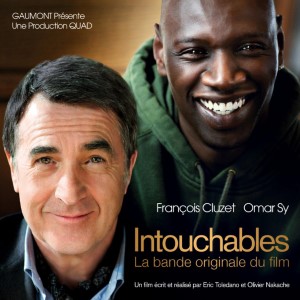 GAUMONT Présente
Une Production QUAD
François Cluzet Omar Sy
Intouchables
La bande originale du film
Un film écrit et réalisé par Eric Toledano et Olivier Nakache